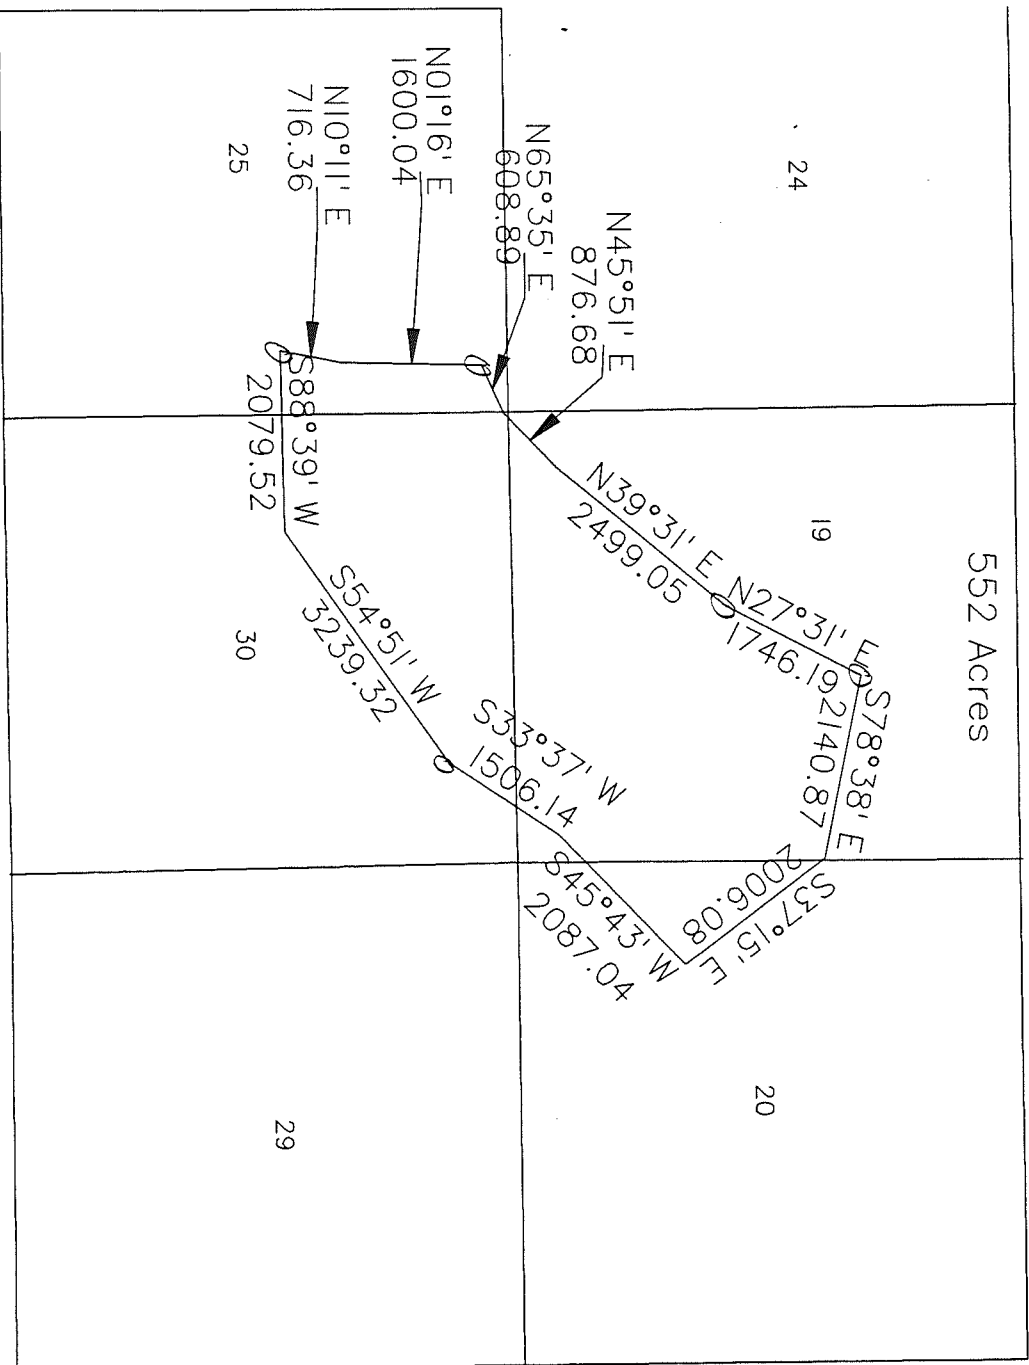 552 Acres
24
19
20
25
30
29
N10°11' E
716.36
N01°16' E
1600.04
N65°35' E
608.89
N45°51' E
876.68
N39°31' E
2499.05
N27°31' E
1746.19
S78°38' E
2140.87
S37°15' E
2006.08
S45°43' W
2087.04
S33°37' W
1506.14
S54°51' W
3239.32
S88°39' W
2079.52